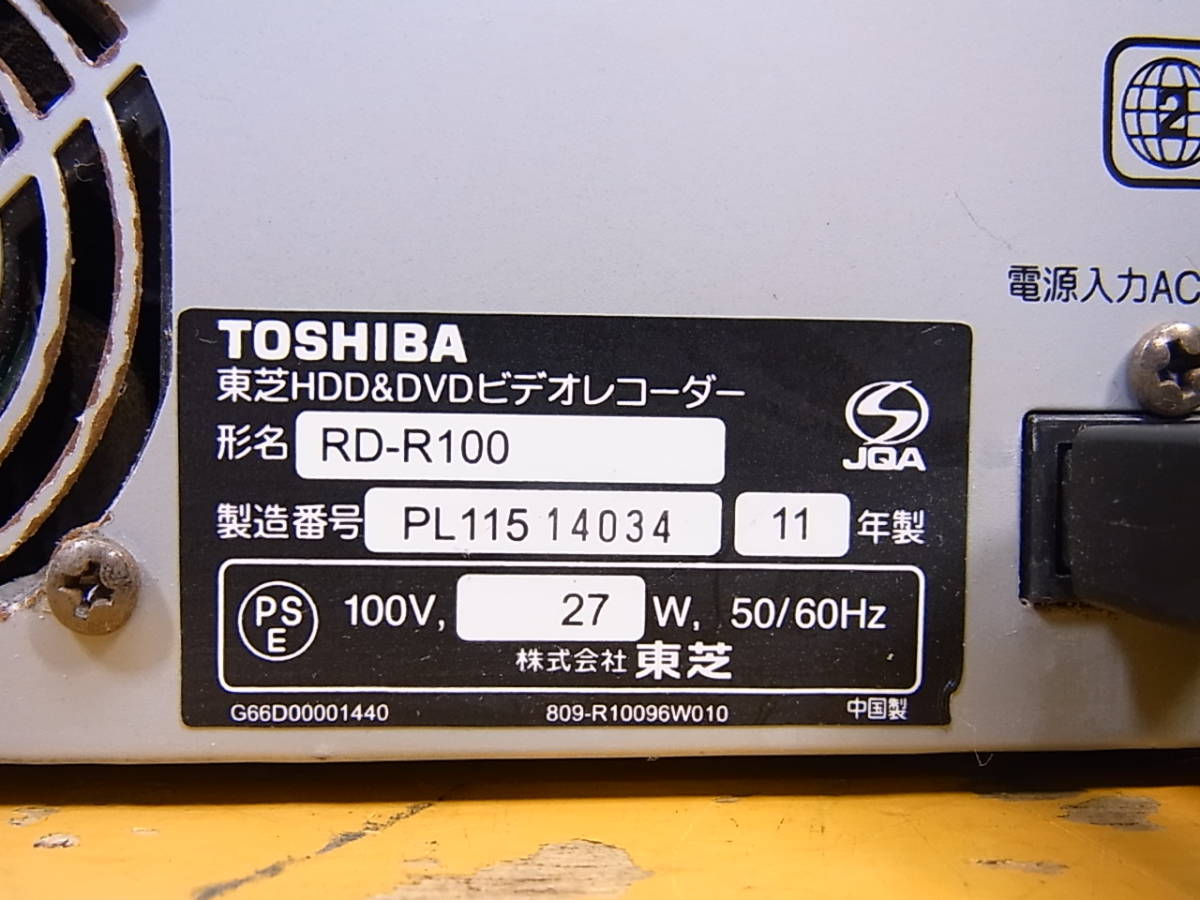 2
電源入力AC
TOSHIBA
東芝HDD&DVDビデオレコーダー
形名 RD-R100
JQA
製造番号 PL115 14034 11 年製
PSE 100V, 27 W, 50/60Hz
株式会社 東芝
G66D00001440 809-R10096W010 中国製